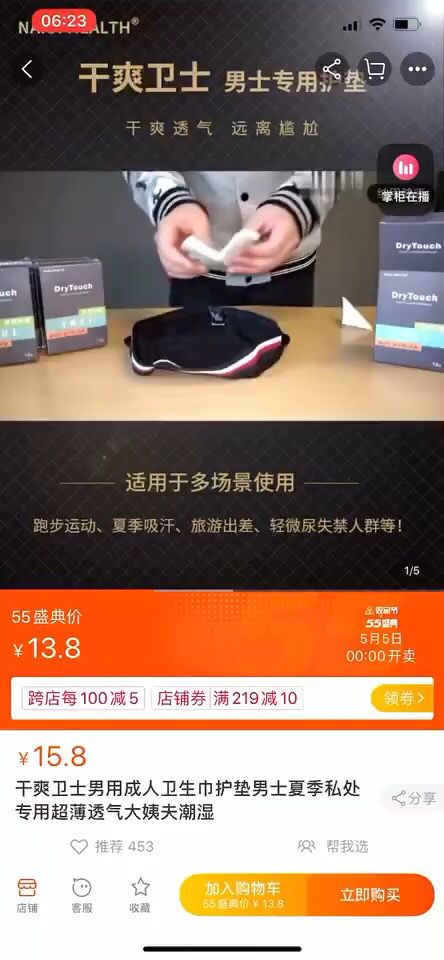 06:23
干爽卫士 男士专用护垫
干爽透气 远离尴尬
掌柜在播
DryTouch
DryTouch
DryTouch
DryTouch
适用于多场景使用
跑步运动、夏季吸汗、旅游出差、轻微尿失禁人群等！
1/5
55盛典价
¥13.8
55盛典
5月5日
00:00开卖
跨店每100减5
店铺券 满219减10
领券>
¥15.8
干爽卫士男用成人卫生巾护垫男士夏季私处
专用超薄透气大姨夫潮湿
分享
推荐 453
帮我选
店铺
客服
收藏
加入购物车
55盛典价¥13.8
立即购买